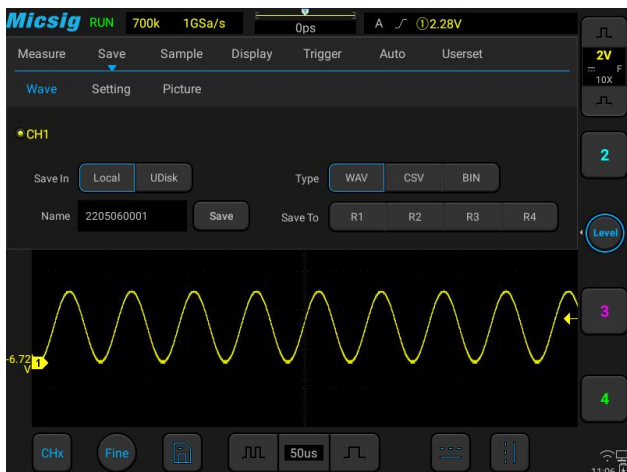 Micsig RUN 700k 1GSa/s 0ps A ①2.28V
Measure Save Sample Display Trigger Auto Userset
2V
F
10X
Wave Setting Picture
CH1
2
Save In Local UDisk Type WAV CSV BIN
Name 2205060001 Save Save To R1 R2 R3 R4
Level
3
-6.72
V
1
4
CHx Fine 50us
11:06